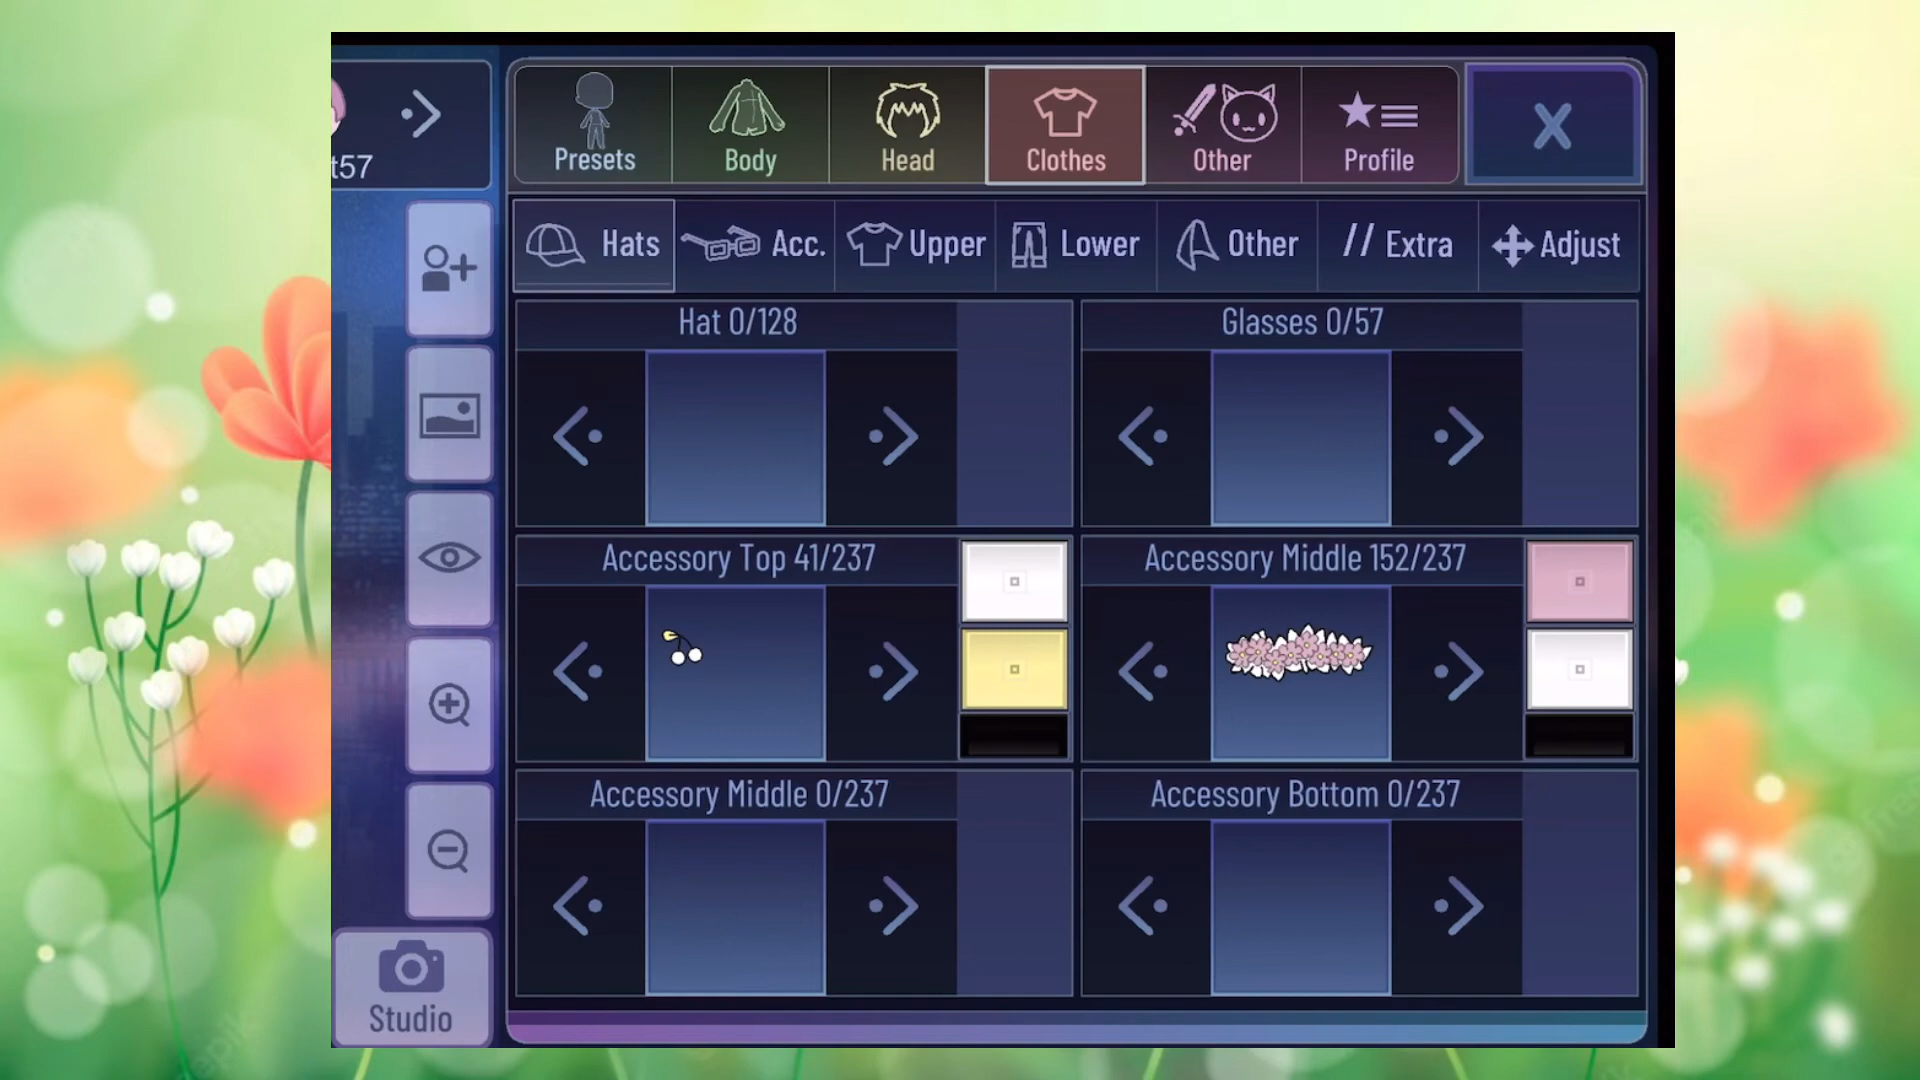 t57
Presets
Body
Head
Clothes
Other
Profile
X
Hats
Acc.
Upper
Lower
Other
// Extra
Adjust
Hat 0/128
Glasses 0/57
Accessory Top 41/237
Accessory Middle 152/237
Accessory Middle 0/237
Accessory Bottom 0/237
Studio